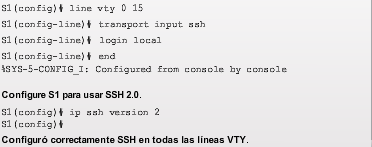 S1(config)# line vty 0 15
S1(config-line)# transport input ssh
S1(config-line)# login local
S1(config-line)# end
%SYS-5-CONFIG_I: Configured from console by console
Configure S1 para usar SSH 2.0.
S1(config)# ip ssh version 2
S1(config)#
Configuró correctamente SSH en todas las líneas VTY.